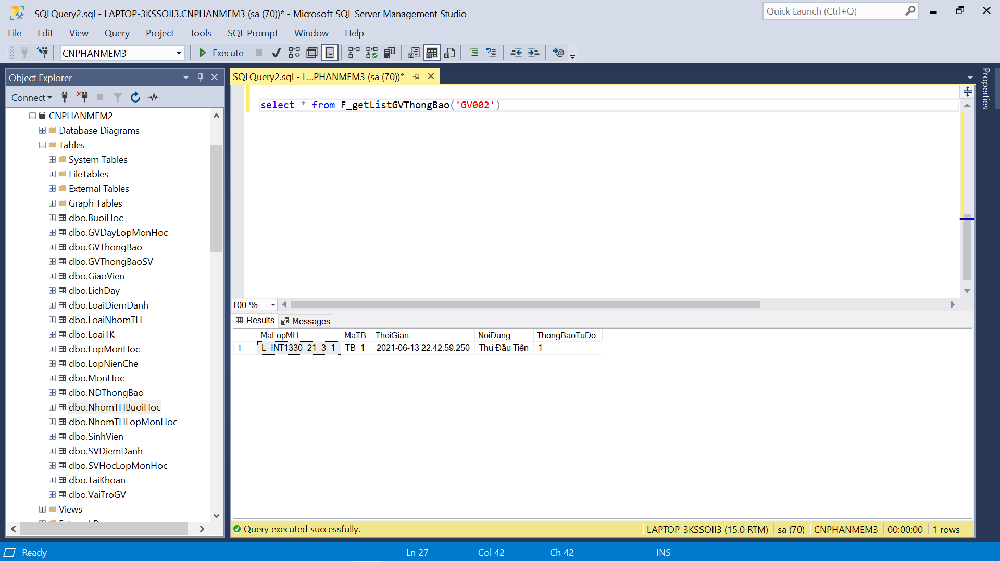 SQLQuery2.sql - LAPTOP-3KSSOII3.CNPHANMEM3 (sa (70))* - Microsoft SQL Server Management Studio
Quick Launch (Ctrl+Q)
File Edit View Query Project Tools SQL Prompt Window Help
CNPHANMEM3 Execute
Object Explorer
Connect
CNPHANMEM2
Database Diagrams
Tables
System Tables
FileTables
External Tables
Graph Tables
dbo.BuoiHoc
dbo.GVDayLopMonHoc
dbo.GVThongBao
dbo.GVThongBaoSV
dbo.GiaoVien
dbo.LichDay
dbo.LoaiDiemDanh
dbo.LoaiNhomTH
dbo.LoaiTK
dbo.LopMonHoc
dbo.LopNienChe
dbo.MonHoc
dbo.NDThongBao
dbo.NhomTHBuoiHoc
dbo.NhomTHLopMonHoc
dbo.SinhVien
dbo.SVDiemDanh
dbo.SVHocLopMonHoc
dbo.TaiKhoan
dbo.VaiTroGV
Views
SQLQuery2.sql - L...PHANMEM3 (sa (70))*
select * from F_getListGVThongBao('GV002')
100 %
Results Messages
MaLopMH MaTB ThoiGian NoiDung ThongBaoTuDo
1 L_INT1330_21_3_1 TB_1 2021-06-13 22:42:59.250 Thư Đầu Tiên 1
Query executed successfully. LAPTOP-3KSSOII3 (15.0 RTM) sa (70) CNPHANMEM3 00:00:00 1 rows
Properties
Ready Ln 27 Col 42 Ch 42 INS